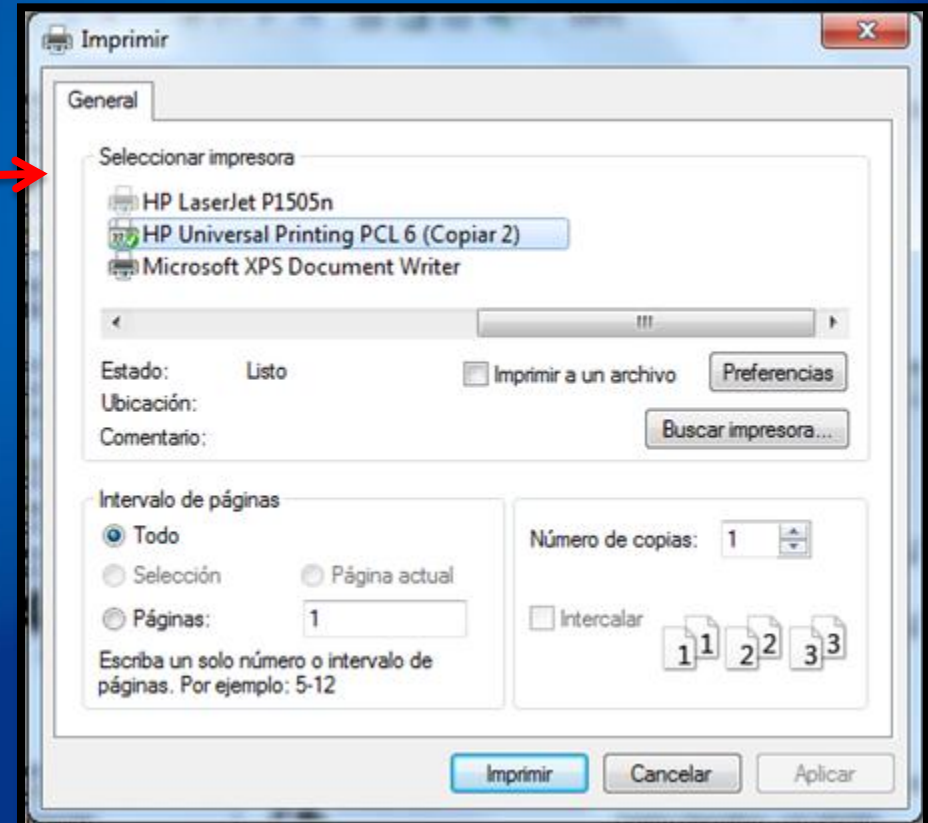 Imprimir
General
Seleccionar impresora
HP LaserJet P1505n
HP Universal Printing PCL 6 (Copiar 2)
Microsoft XPS Document Writer
Estado: Listo
Imprimir a un archivo
Preferencias
Ubicación:
Comentario:
Buscar impresora...
Intervalo de páginas
Todo
Selección
Página actual
Páginas: 1
Escriba un solo número o intervalo de
páginas. Por ejemplo: 5-12
Número de copias: 1
Intercalar
1 1 2 2 3 3
Imprimir
Cancelar
Aplicar